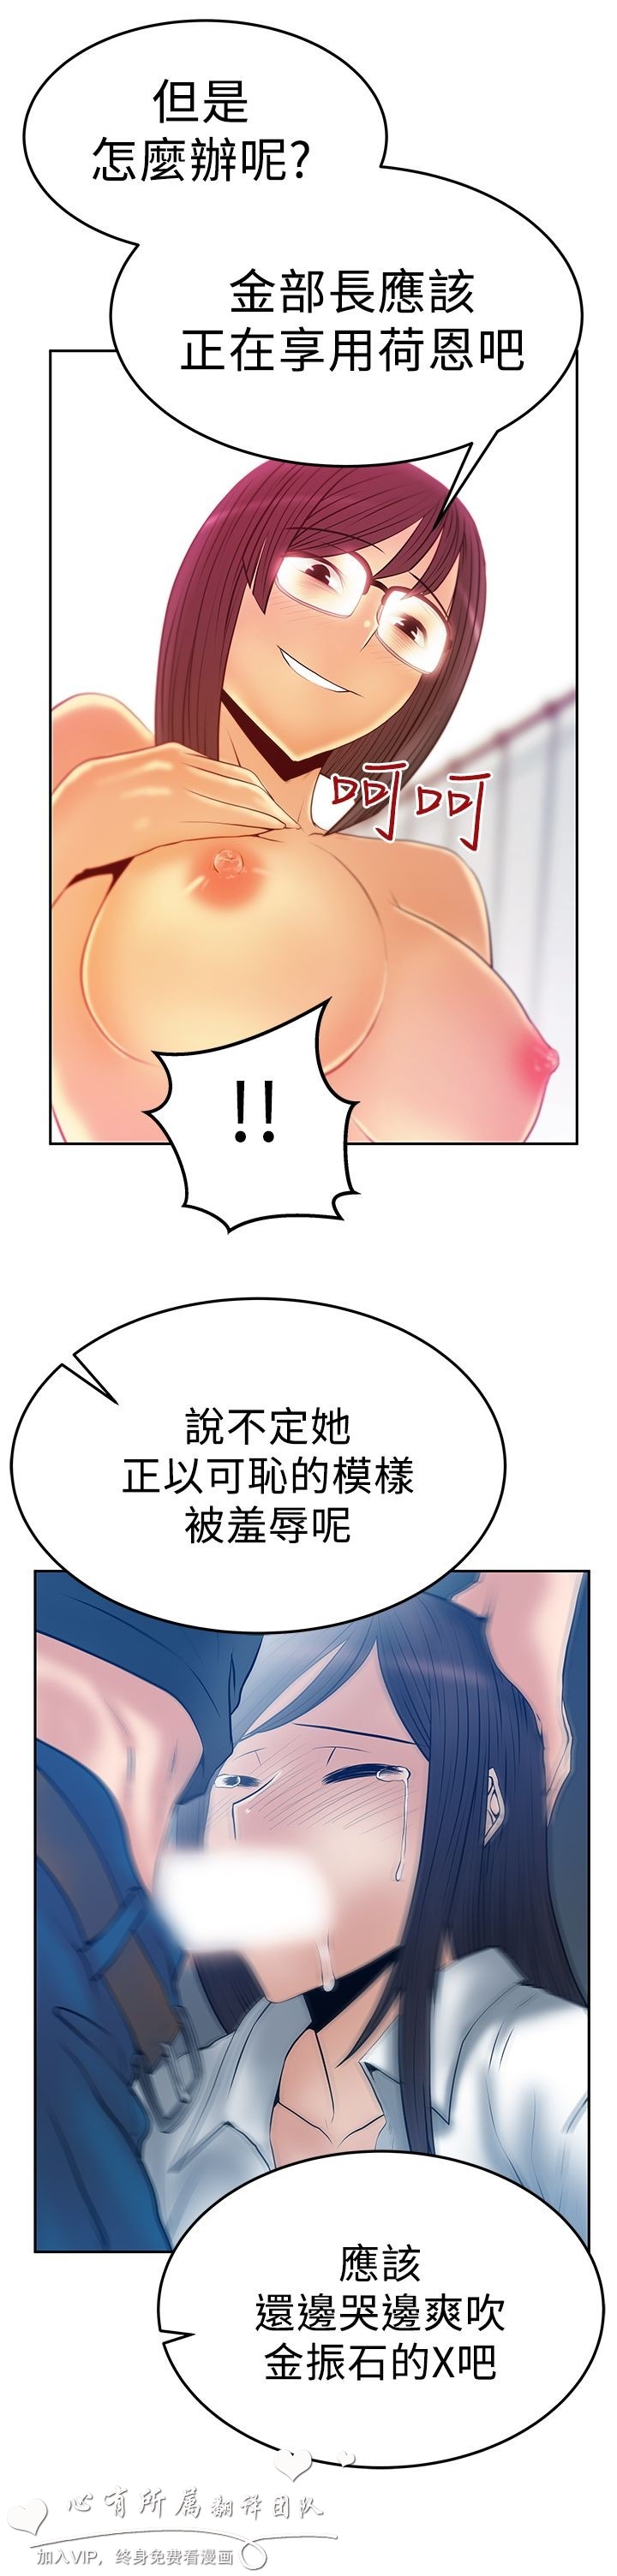 但是
怎麼辦呢?
金部長應該
正在享用荷恩吧
呵呵
!!
說不定她
正以可恥的模樣
被羞辱呢
應該
還邊哭邊爽吹
金振石的X吧
心有所属翻译团队
加入VIP，终身免费看漫画